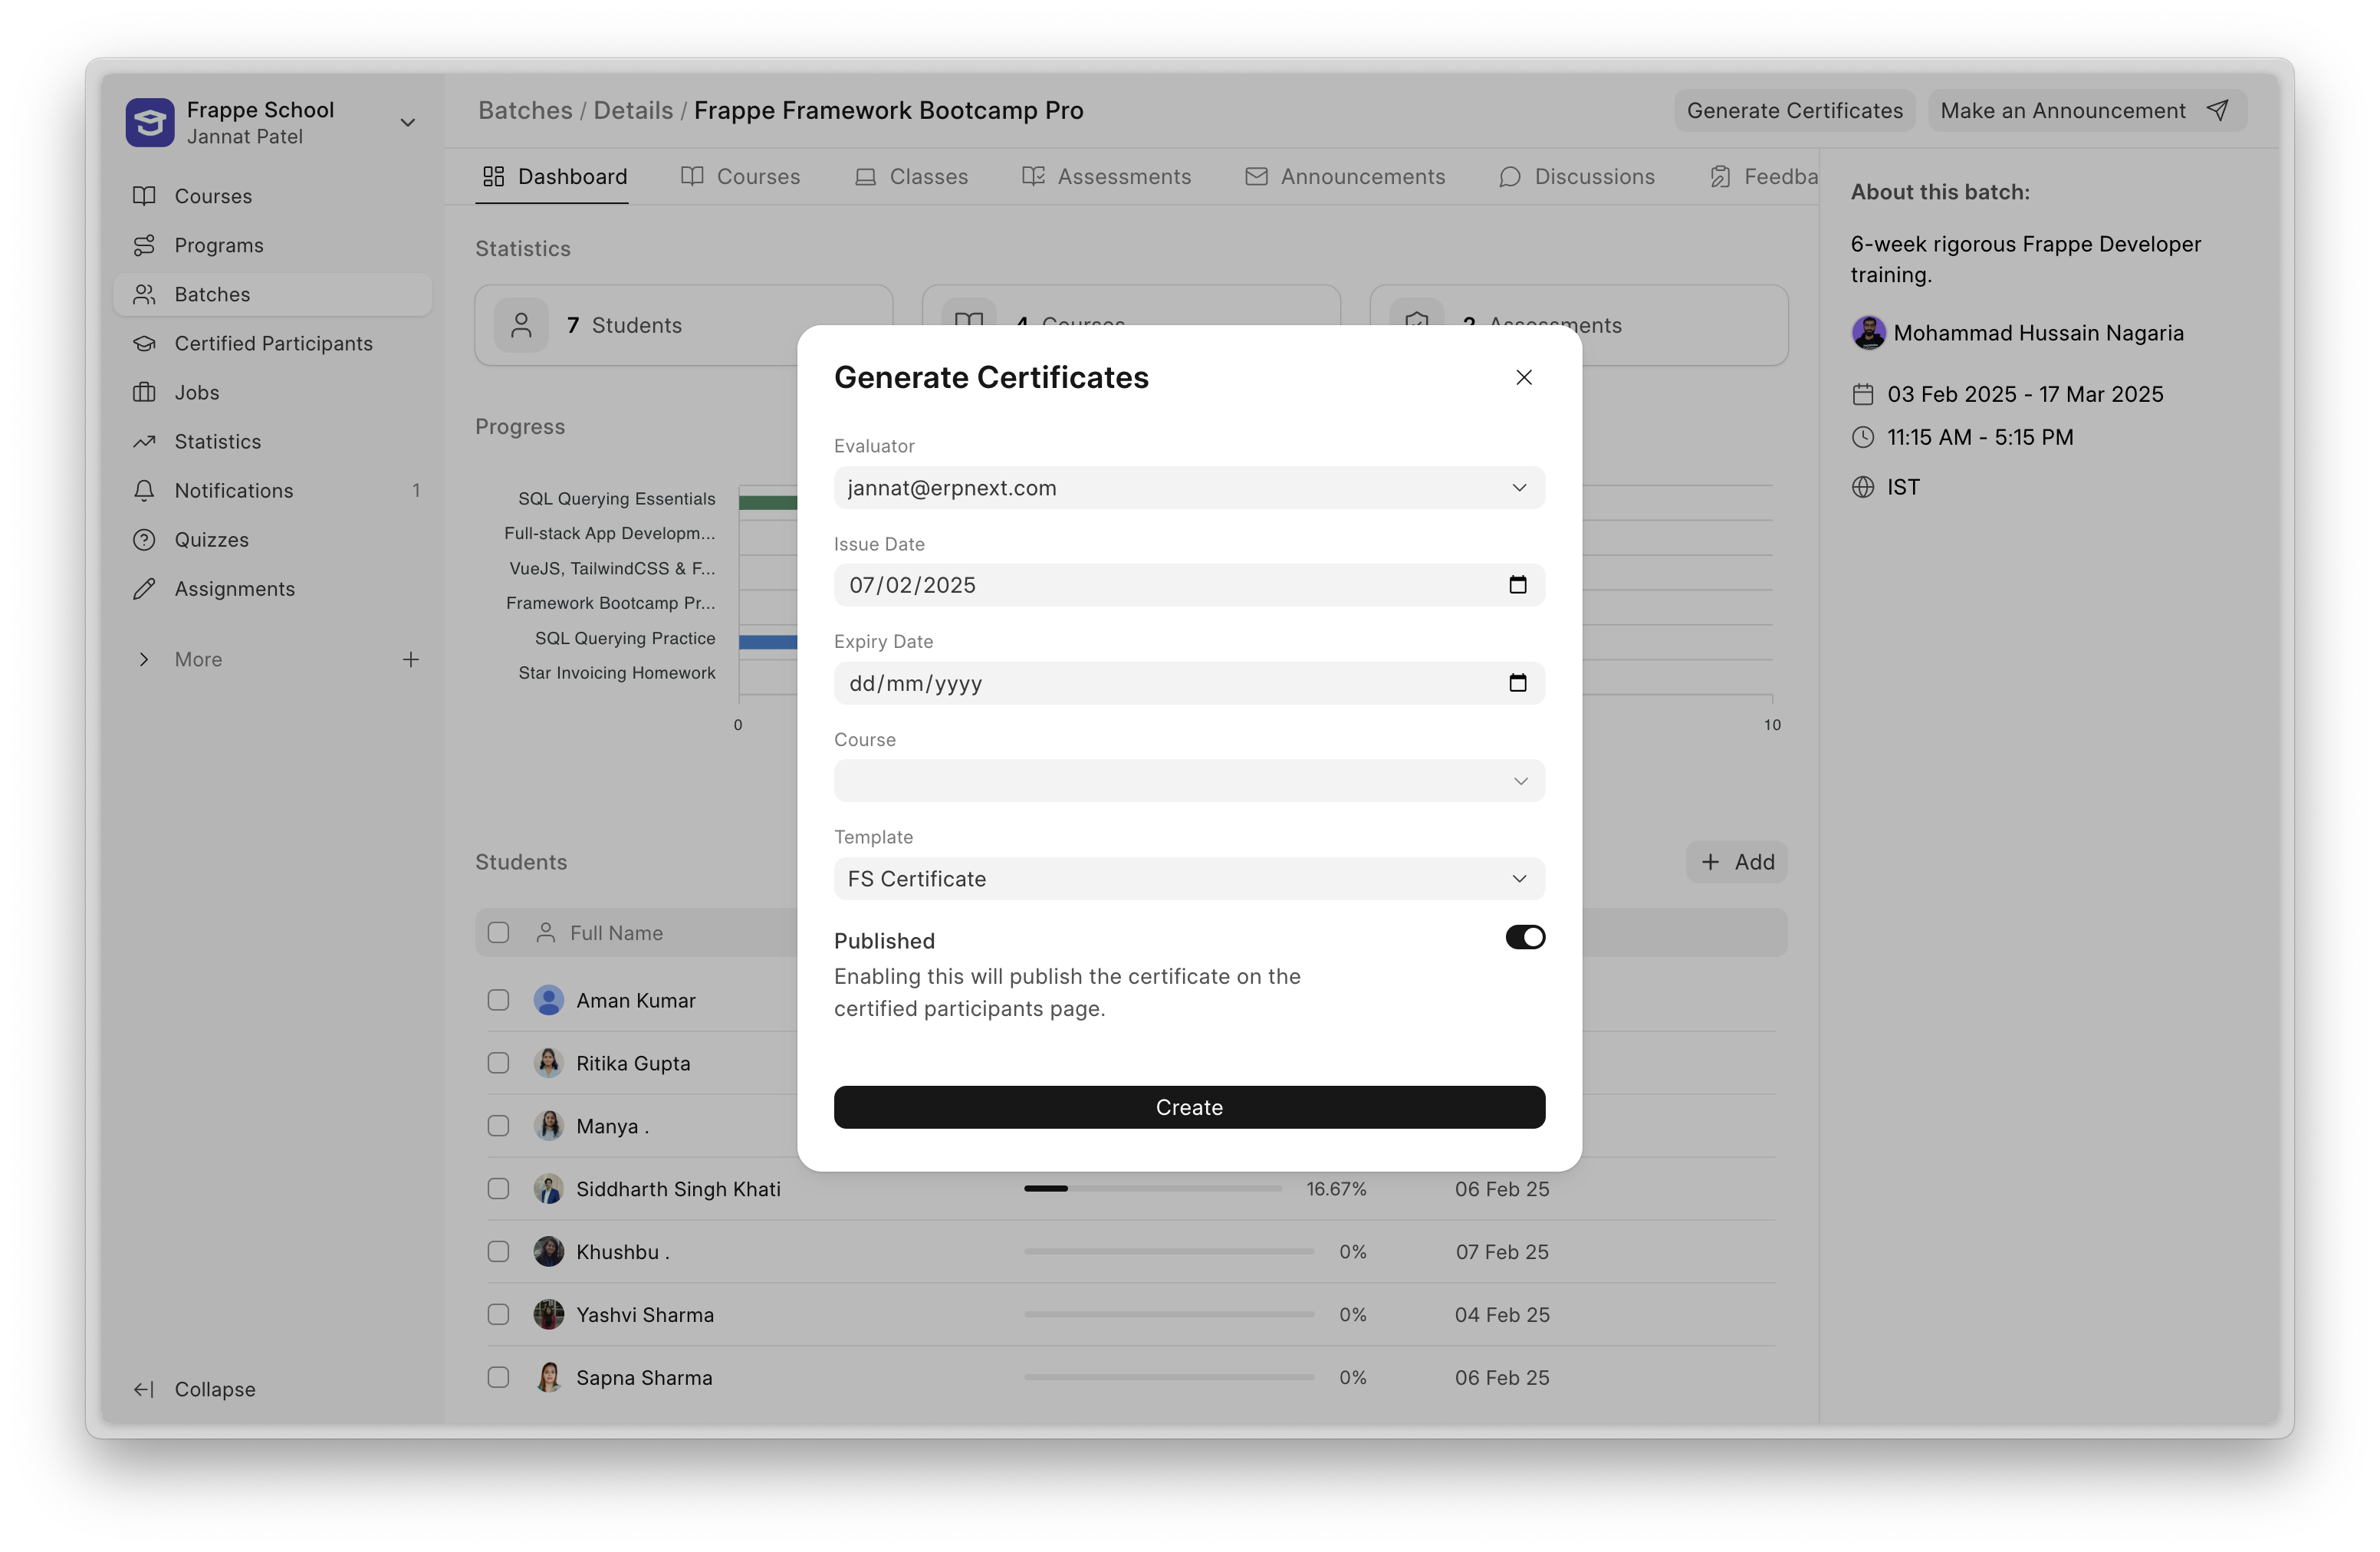 Frappe School
Jannat Patel
Courses
Programs
Batches
Certified Participants
Jobs
Statistics
Notifications 1
Quizzes
Assignments
More
Collapse
Batches / Details / Frappe Framework Bootcamp Pro
Generate Certificates
Make an Announcement
Dashboard
Courses
Classes
Assessments
Announcements
Discussions
Feedba
Statistics
7 Students
4 Courses
2 Assessments
Progress
SQL Querying Essentials
Full-stack App Developm...
VueJS, TailwindCSS & F...
Framework Bootcamp Pr...
SQL Querying Practice
Star Invoicing Homework
0
10
Students
Add
Full Name
Aman Kumar
Ritika Gupta
Manya .
Siddharth Singh Khati 16.67% 06 Feb 25
Khushbu . 0% 07 Feb 25
Yashvi Sharma 0% 04 Feb 25
Sapna Sharma 0% 06 Feb 25
Generate Certificates
Evaluator
jannat@erpnext.com
Issue Date
07/02/2025
Expiry Date
dd/mm/yyyy
Course
Template
FS Certificate
Published
Enabling this will publish the certificate on the
certified participants page.
Create
About this batch:
6-week rigorous Frappe Developer
training.
Mohammad Hussain Nagaria
03 Feb 2025 - 17 Mar 2025
11:15 AM - 5:15 PM
IST